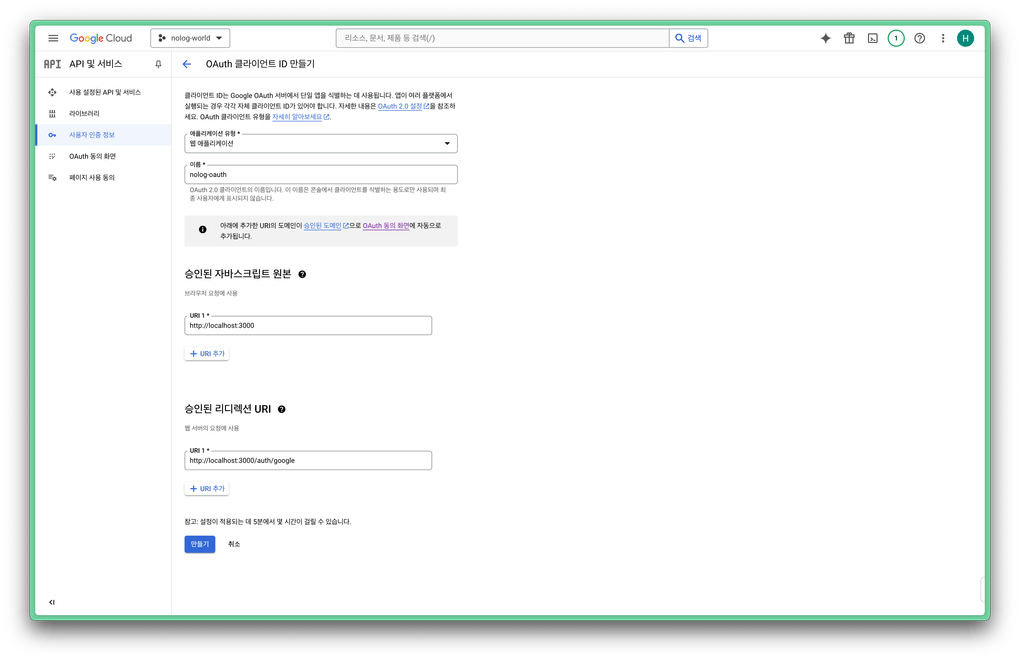 Google Cloud
nolog-world
리소스, 문서, 제품 등 검색(/)
검색
1
H
API
API 및 서비스
OAuth 클라이언트 ID 만들기
사용 설정된 API 및 서비스
라이브러리
사용자 인증 정보
OAuth 동의 화면
페이지 사용 동의
클라이언트 ID는 Google OAuth 서버에서 단일 앱을 식별하는 데 사용됩니다. 앱이 여러 플랫폼에서
실행되는 경우 각각 자체 클라이언트 ID가 있어야 합니다. 자세한 내용은 OAuth 2.0 설정을 참조하
세요. OAuth 클라이언트 유형을 자세히 알아보세요.
애플리케이션 유형 *
웹 애플리케이션
이름 *
nolog-oauth
OAuth 2.0 클라이언트의 이름입니다. 이 이름은 콘솔에서 클라이언트를 식별하는 용도로만 사용되며 최
종 사용자에게 표시되지 않습니다.
아래에 추가한 URI의 도메인이 승인된 도메인으로 OAuth 동의 화면에 자동으로
추가됩니다.
승인된 자바스크립트 원본
브라우저 요청에 사용
URI 1 *
http://localhost:3000
+ URI 추가
승인된 리디렉션 URI
웹 서버의 요청에 사용
URI 1 *
http://localhost:3000/auth/google
+ URI 추가
참고: 설정이 적용되는 데 5분에서 몇 시간이 걸릴 수 있습니다.
만들기
취소